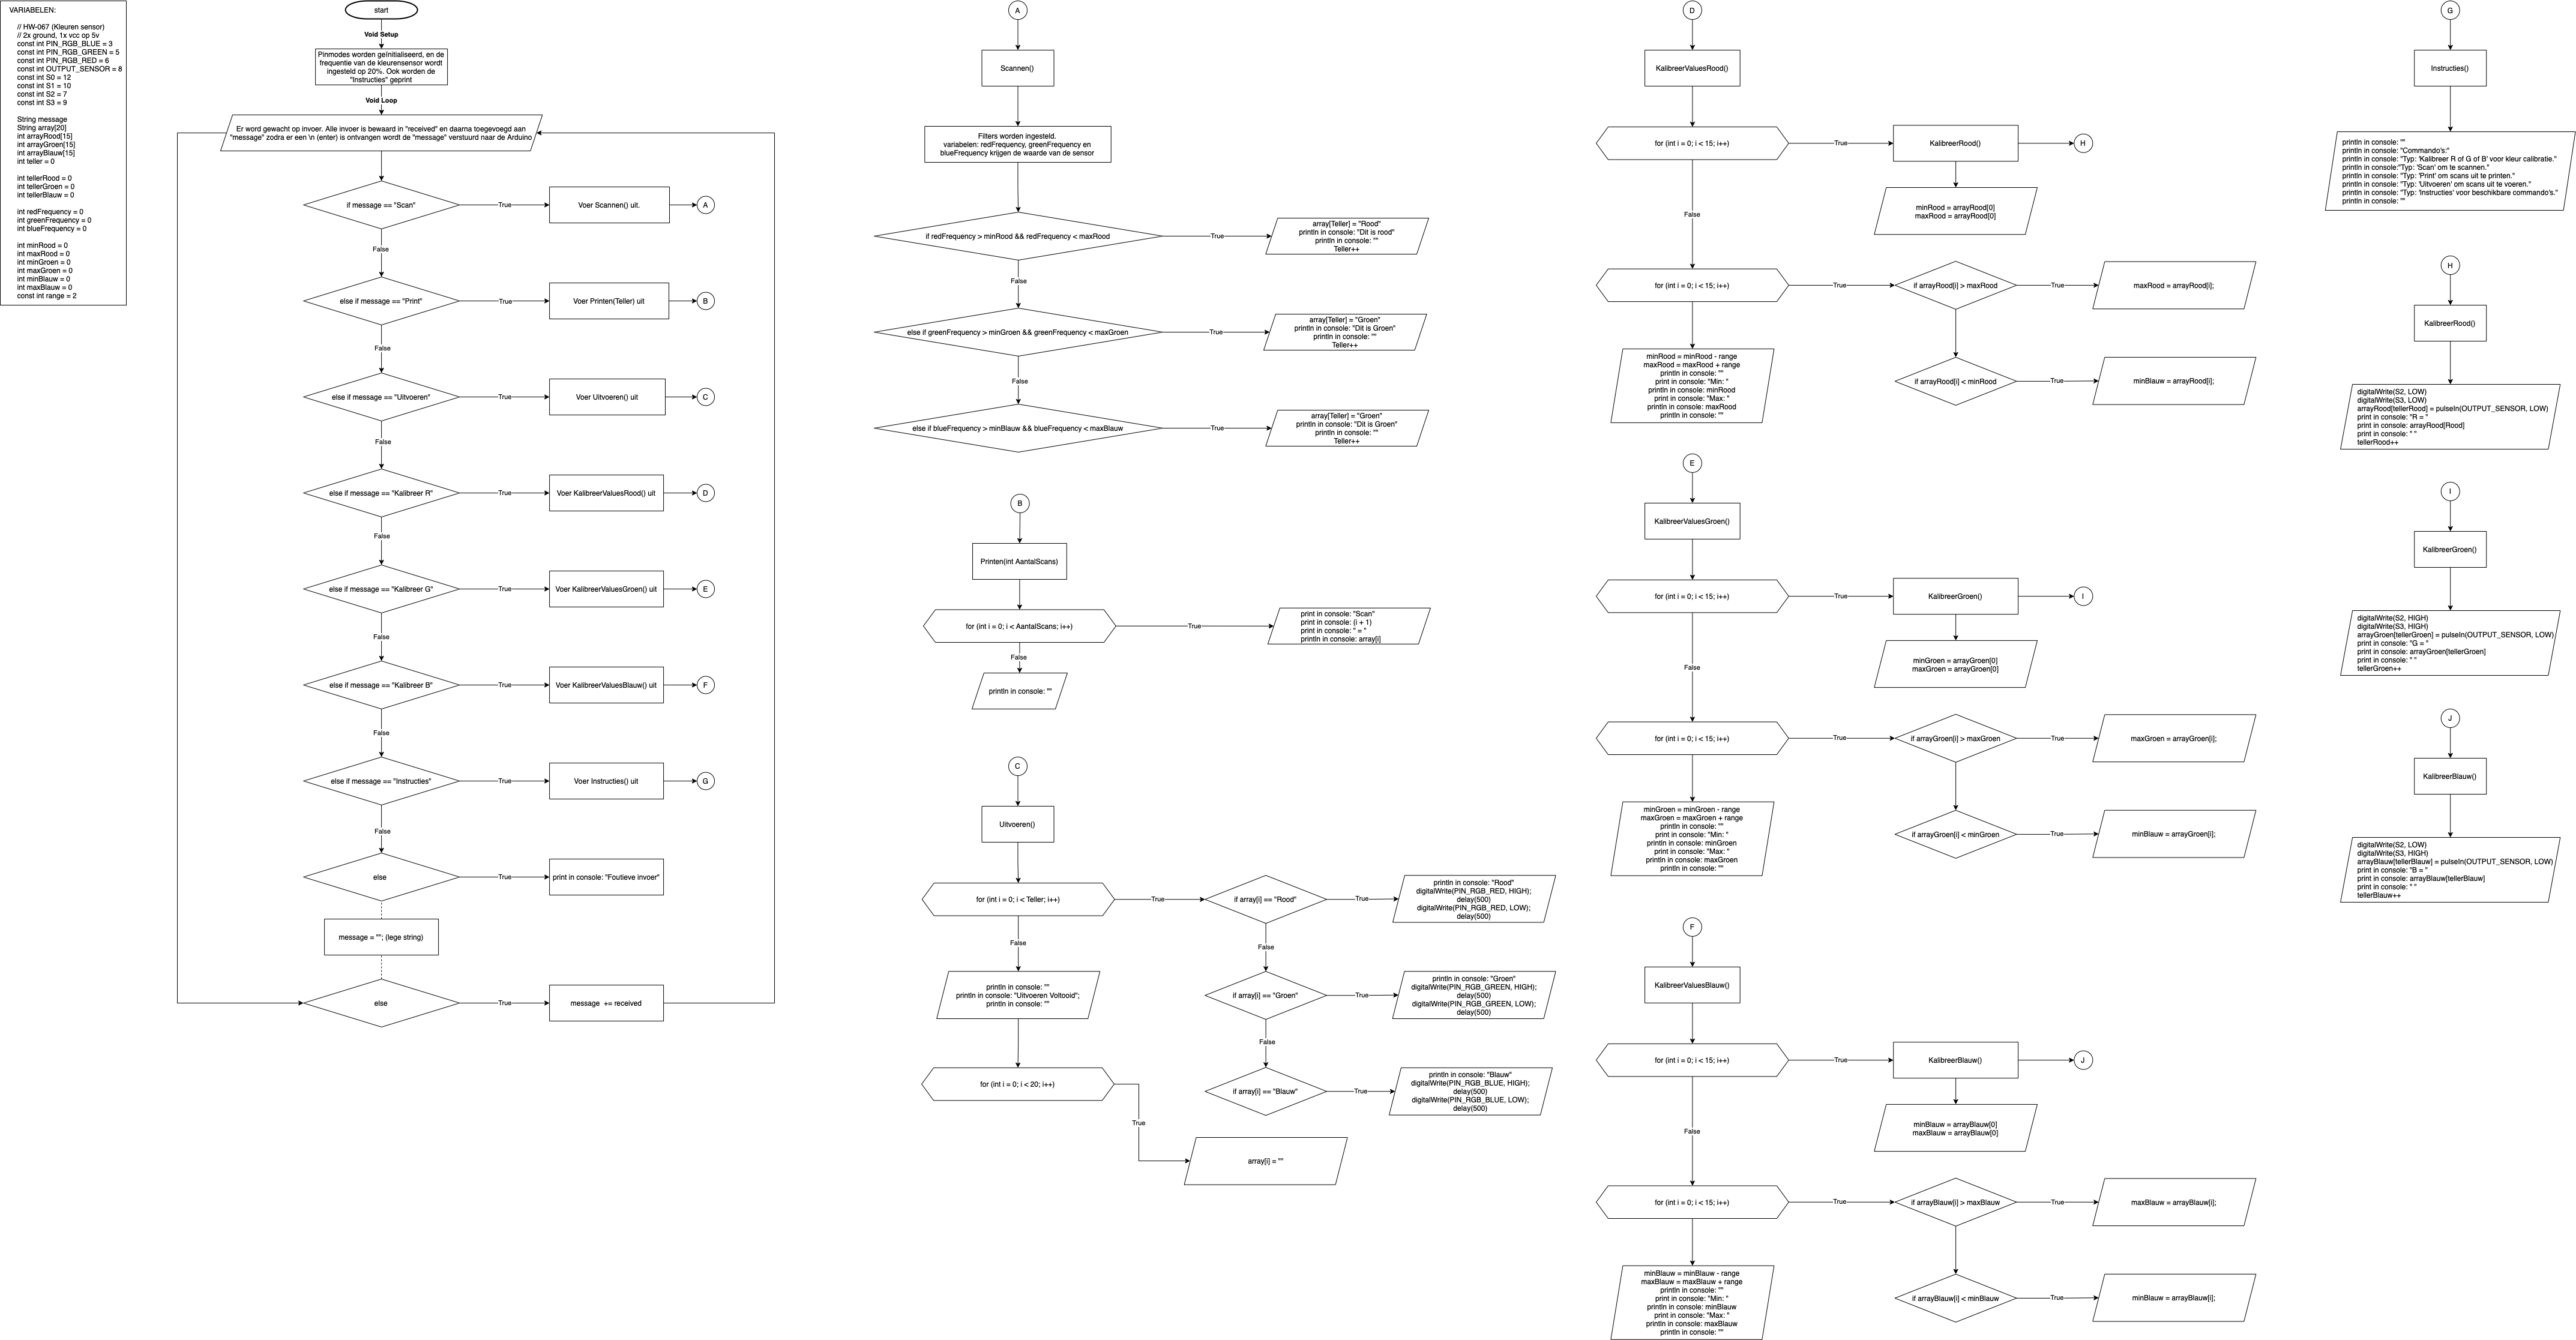 VARIABELEN:
// HW-067 (Kleuren sensor)
// 2x ground, 1x vcc op 5v
const int PIN_RGB_BLUE = 3
const int PIN_RGB_GREEN = 5
const int PIN_RGB_RED = 6
const int OUTPUT_SENSOR = 8
const int S0 = 12
const int S1 = 10
const int S2 = 7
const int S3 = 9
String message
String array[20]
int arrayRood[15]
int arrayGroen[15]
int arrayBlauw[15]
int teller = 0
int tellerRood = 0
int tellerGroen = 0
int tellerBlauw = 0
int redFrequency = 0
int greenFrequency = 0
int blueFrequency = 0
int minRood = 0
int maxRood = 0
int minGroen = 0
int maxGroen = 0
int minBlauw = 0
int maxBlauw = 0
const int range = 2
start
Void Setup
Pinmodes worden geïnitialiseerd, en de
frequentie van de kleurensensor wordt
ingesteld op 20%. Ook worden de
"Instructies" geprint
Void Loop
Er word gewacht op invoer. Alle invoer is bewaard in "received" en daarna toegevoegd aan
"message" zodra er een \n (enter) is ontvangen wordt de "message" verstuurd naar de Arduino
if message == "Scan"
True
Voer Scannen() uit.
A
False
else if message == "Print"
True
Voer Printen(Teller) uit
B
False
else if message == "Uitvoeren"
True
Voer Uitvoeren() uit
C
False
else if message == "Kalibreer R"
True
Voer KalibreerValuesRood() uit
D
False
else if message == "Kalibreer G"
True
Voer KalibreerValuesGroen() uit
E
False
else if message == "Kalibreer B"
True
Voer KalibreerValuesBlauw() uit
F
False
else if message == "Instructies"
True
Voer Instructies() uit
G
False
else
True
print in console: "Foutieve invoer"
message = ""; (lege string)
else
True
message += received
A
Scannen()
Filters worden ingesteld.
variabelen: redFrequency, greenFrequency en
blueFrequency krijgen de waarde van de sensor
if redFrequency > minRood && redFrequency < maxRood
True
array[Teller] = "Rood"
println in console: "Dit is rood"
println in console: ""
Teller++
False
else if greenFrequency > minGroen && greenFrequency < maxGroen
True
array[Teller] = "Groen"
println in console: "Dit is Groen"
println in console: ""
Teller++
False
else if blueFrequency > minBlauw && blueFrequency < maxBlauw
True
array[Teller] = "Groen"
println in console: "Dit is Groen"
println in console: ""
Teller++
B
Printen(int AantalScans)
for (int i = 0; i < AantalScans; i++)
True
print in console: "Scan"
print in console: (i + 1)
print in console: " = "
println in console: array[i]
False
println in console: ""
C
Uitvoeren()
for (int i = 0; i < Teller; i++)
True
if array[i] == "Rood"
True
println in console: "Rood"
digitalWrite(PIN_RGB_RED, HIGH);
delay(500)
digitalWrite(PIN_RGB_RED, LOW);
delay(500)
False
False
println in console: ""
println in console: "Uitvoeren Voltooid";
println in console: ""
if array[i] == "Groen"
True
println in console: "Groen"
digitalWrite(PIN_RGB_GREEN, HIGH);
delay(500)
digitalWrite(PIN_RGB_GREEN, LOW);
delay(500)
False
for (int i = 0; i < 20; i++)
if array[i] == "Blauw"
True
println in console: "Blauw"
digitalWrite(PIN_RGB_BLUE, HIGH);
delay(500)
digitalWrite(PIN_RGB_BLUE, LOW);
delay(500)
True
array[i] = ""
D
KalibreerValuesRood()
for (int i = 0; i < 15; i++)
True
KalibreerRood()
H
minRood = arrayRood[0]
maxRood = arrayRood[0]
False
for (int i = 0; i < 15; i++)
True
if arrayRood[i] > maxRood
True
maxRood = arrayRood[i];
minRood = minRood - range
maxRood = maxRood + range
println in console: ""
print in console: "Min: "
println in console: minRood
print in console: "Max: "
println in console: maxRood
println in console: ""
if arrayRood[i] < minRood
True
minBlauw = arrayRood[i];
E
KalibreerValuesGroen()
for (int i = 0; i < 15; i++)
True
KalibreerGroen()
I
minGroen = arrayGroen[0]
maxGroen = arrayGroen[0]
False
for (int i = 0; i < 15; i++)
True
if arrayGroen[i] > maxGroen
True
maxGroen = arrayGroen[i];
minGroen = minGroen - range
maxGroen = maxGroen + range
println in console: ""
print in console: "Min: "
println in console: minGroen
print in console: "Max: "
println in console: maxGroen
println in console: ""
if arrayGroen[i] < minGroen
True
minBlauw = arrayGroen[i];
F
KalibreerValuesBlauw()
for (int i = 0; i < 15; i++)
True
KalibreerBlauw()
J
minBlauw = arrayBlauw[0]
maxBlauw = arrayBlauw[0]
False
for (int i = 0; i < 15; i++)
True
if arrayBlauw[i] > maxBlauw
True
maxBlauw = arrayBlauw[i];
minBlauw = minBlauw - range
maxBlauw = maxBlauw + range
println in console: ""
print in console: "Min: "
println in console: minBlauw
print in console: "Max: "
println in console: maxBlauw
println in console: ""
if arrayBlauw[i] < minBlauw
True
minBlauw = arrayBlauw[i];
G
Instructies()
println in console: ""
println in console: "Commando's:"
println in console: "Typ: 'Kalibreer R of G of B' voor kleur calibratie."
println in console:"Typ: 'Scan' om te scannen."
println in console: "Typ: 'Print' om scans uit te printen."
println in console: "Typ: 'Uitvoeren' om scans uit te voeren."
println in console: "Typ: 'Instructies' voor beschikbare commando's."
println in console: ""
H
KalibreerRood()
digitalWrite(S2, LOW)
digitalWrite(S3, LOW)
arrayRood[tellerRood] = pulseIn(OUTPUT_SENSOR, LOW)
print in console: "R = "
print in console: arrayRood[Rood]
print in console: " "
tellerRood++
I
KalibreerGroen()
digitalWrite(S2, HIGH)
digitalWrite(S3, HIGH)
arrayGroen[tellerGroen] = pulseIn(OUTPUT_SENSOR, LOW)
print in console: "G = "
print in console: arrayGroen[tellerGroen]
print in console: " "
tellerGroen++
J
KalibreerBlauw()
digitalWrite(S2, LOW)
digitalWrite(S3, HIGH)
arrayBlauw[tellerBlauw] = pulseIn(OUTPUT_SENSOR, LOW)
print in console: "B = "
print in console: arrayBlauw[tellerBlauw]
print in console: " "
tellerBlauw++